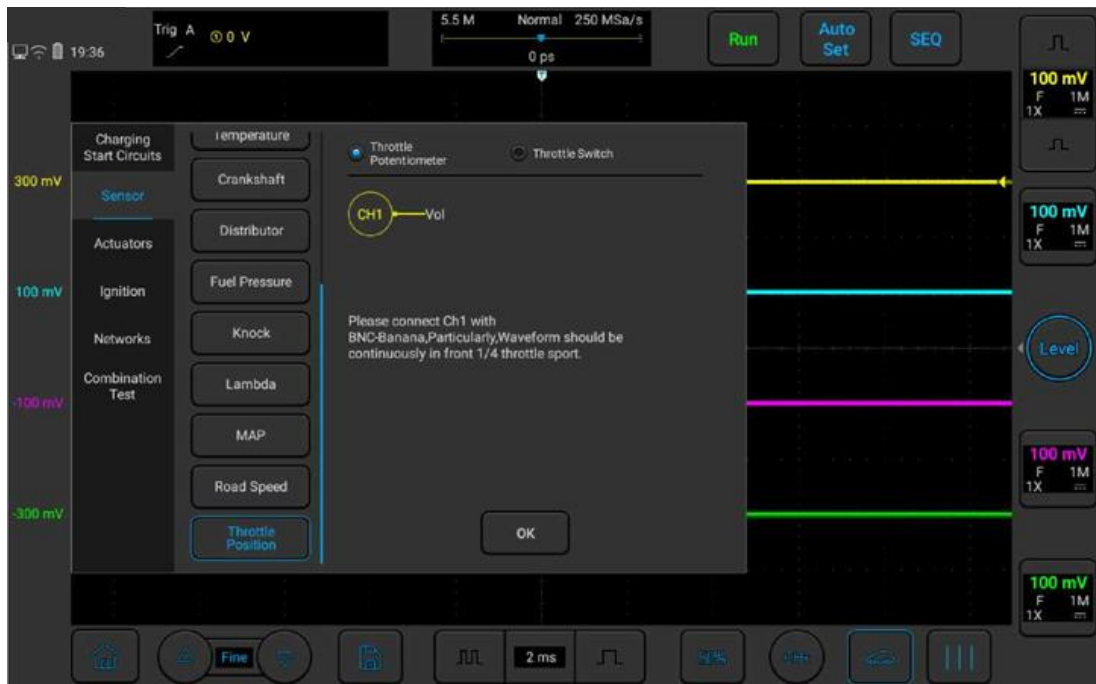 19:36
Trig A ① 0 V
5.5 M Normal 250 MSa/s
0 ps
T
Run
Auto
Set
SEQ
100 mV
F 1M
1X
100 mV
F 1M
1X
Level
100 mV
F 1M
1X
100 mV
F 1M
1X
300 mV
100 mV
-100 mV
-300 mV
Charging
Start Circuits
Sensor
Actuators
Ignition
Networks
Combination
Test
Temperature
Crankshaft
Distributor
Fuel Pressure
Knock
Lambda
MAP
Road Speed
Throttle
Position
Throttle
Potentiometer
Throttle Switch
CH1 Vol
Please connect Ch1 with
BNC-Banana,Particularly,Waveform should be
continuously in front 1/4 throttle sport.
OK
Fine
2 ms
50%